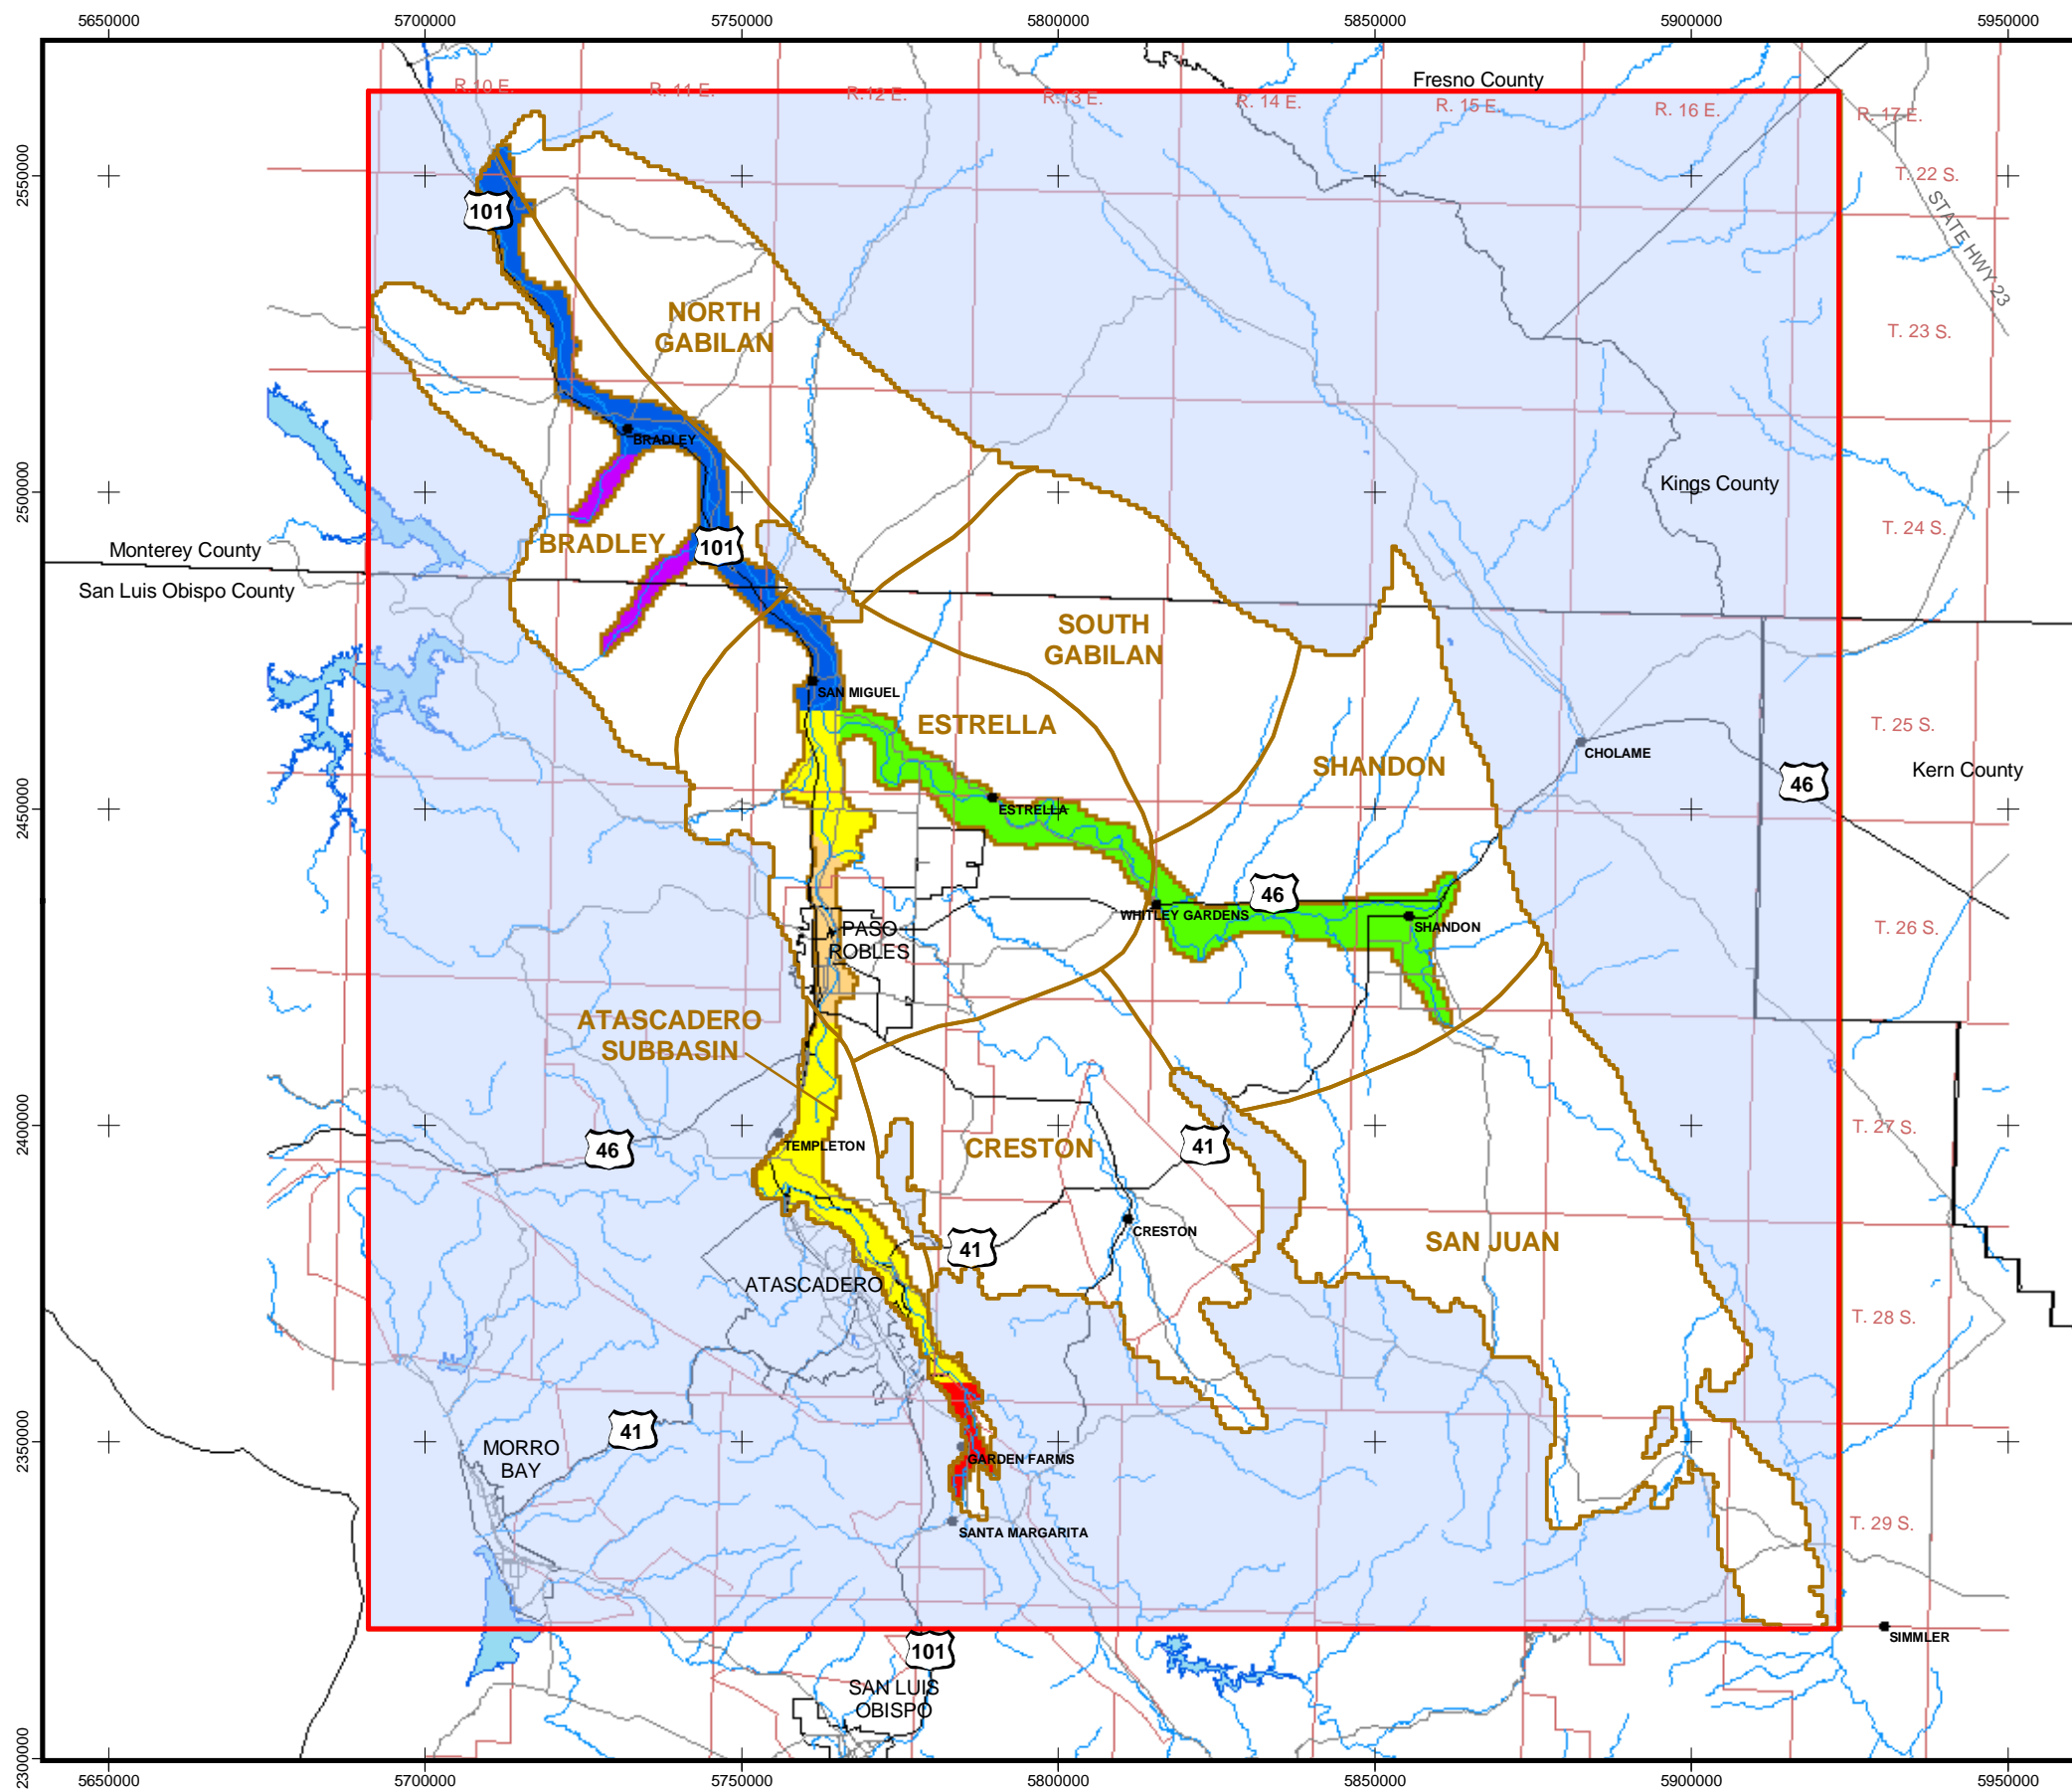 5650000 5700000 5750000 5800000 5850000 5900000 5950000
Fresno County
R. 10 E. R. 11 E. R. 12 E. R. 13 E. R. 14 E. R. 15 E. R. 16 E. R. 17 E.
2550000
T. 22 S.
STATE HWY 23
101
NORTH
GABILAN
T. 23 S.
BRADLEY
2500000
Kings County
T. 24 S.
BRADLEY
101
Monterey County
San Luis Obispo County
SOUTH
GABILAN
SAN MIGUEL
ESTRELLA
T. 25 S.
CHOLAME
SHANDON
Kern County
46
2450000
ESTRELLA
46
WHITLEY GARDENS
SHANDON
T. 26 S.
PASO
ROBLES
ATASCADERO
SUBBASIN
2400000
T. 27 S.
46
TEMPLETON
CRESTON
41
CRESTON
41
SAN JUAN
ATASCADERO
T. 28 S.
41
2350000
MORRO
BAY
GARDEN FARMS
SANTA MARGARITA
T. 29 S.
SIMMLER
101
SAN LUIS
OBISPO
2300000
5650000 5700000 5750000 5800000 5850000 5900000 5950000